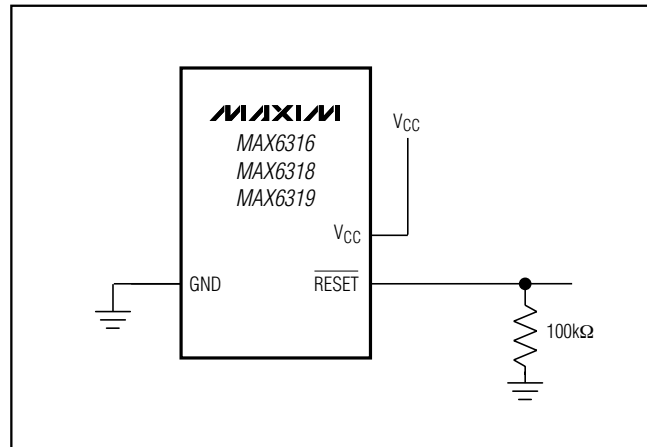 MAXIM
MAX6316
MAX6318
MAX6319
VCC
VCC
GND
RESET
100kΩ